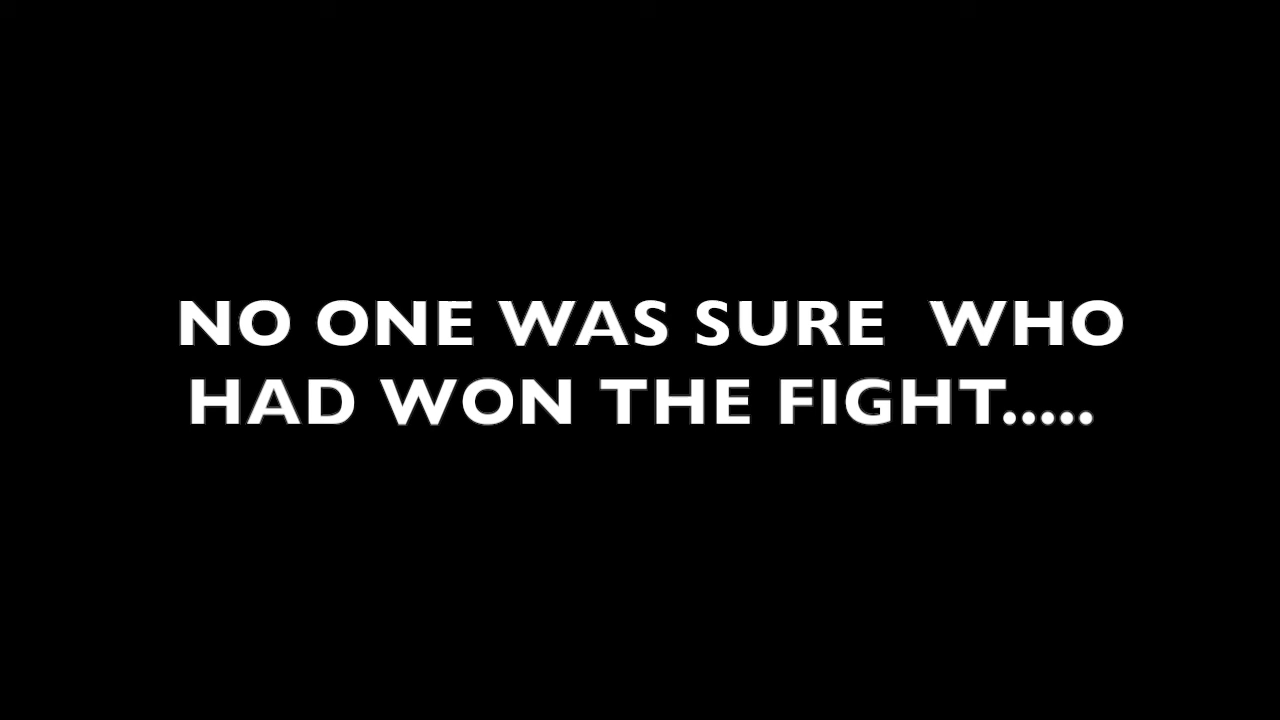 NO ONE WAS SURE  WHO
HAD WON THE FIGHT.....